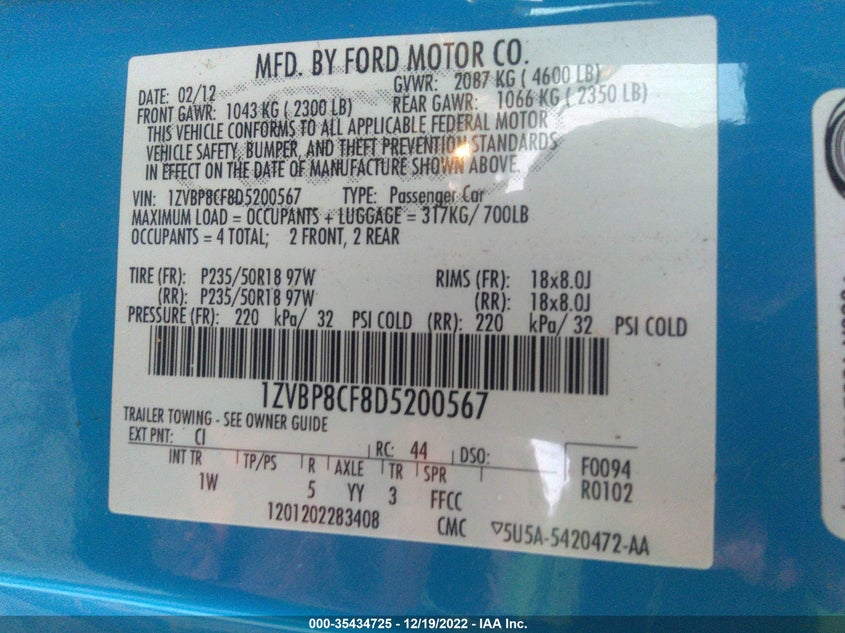 MFD. BY FORD MOTOR CO.
DATE: 02/12 GVWR: 2087 KG ( 4600 LB)
FRONT GAWR: 1043 KG ( 2300 LB) REAR GAWR: 1066 KG ( 2350 LB)
THIS VEHICLE CONFORMS TO ALL APPLICABLE FEDERAL MOTOR
VEHICLE SAFETY, BUMPER, AND THEFT PREVENTION STANDARDS
IN EFFECT ON THE DATE OF MANUFACTURE SHOWN ABOVE.
VIN: 1ZVBP8CF8D5200567 TYPE: Passenger Car
MAXIMUM LOAD = OCCUPANTS + LUGGAGE = 317KG/ 700LB
OCCUPANTS = 4 TOTAL; 2 FRONT, 2 REAR
TIRE (FR): P235/50R18 97W RIMS (FR): 18x8.0J
(RR): P235/50R18 97W (RR): 18x8.0J
PRESSURE (FR): 220 kPa/ 32 PSI COLD (RR): 220 kPa/ 32 PSI COLD
1ZVBP8CF8D5200567
TRAILER TOWING - SEE OWNER GUIDE
EXT PNT: CI RC: 44 DSO: F0094
INT TR TP/PS R AXLE TR SPR R0102
1W 5 YY 3 FFCC
1201202283408 CMC ▽5U5A-5420472-AA
000-35434725 - 12/19/2022 - IAA Inc.